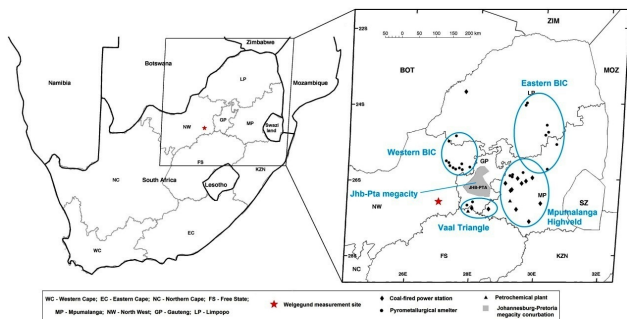 Zimbabwe
Botswana
Namibia
Mozambique
LP
NW
GP
MP
Swazi
land
FS
KZN
NC
South Africa
Lesotho
EC
WC
0 50 100 200 km
ZIM
BOT
MOZ
Eastern BIC
LP
Western BIC
GP
Jhb-Pta megacity
JHB-PTA
MP
SZ
NW
Mpumalanga
Highveld
Vaal Triangle
NC
FS
KZN
22S
24S
26S
28S
26E
28E
30E
32E
WC - Western Cape; EC - Eastern Cape; NC - Northern Cape; FS - Free State;
MP - Mpumalanga; NW - North West; GP - Gauteng; LP - Limpopo
Welgegund measurement site
Coal-fired power station
Pyrometallurgical smelter
Petrochemical plant
Johannesburg-Pretoria
megacity conurbation